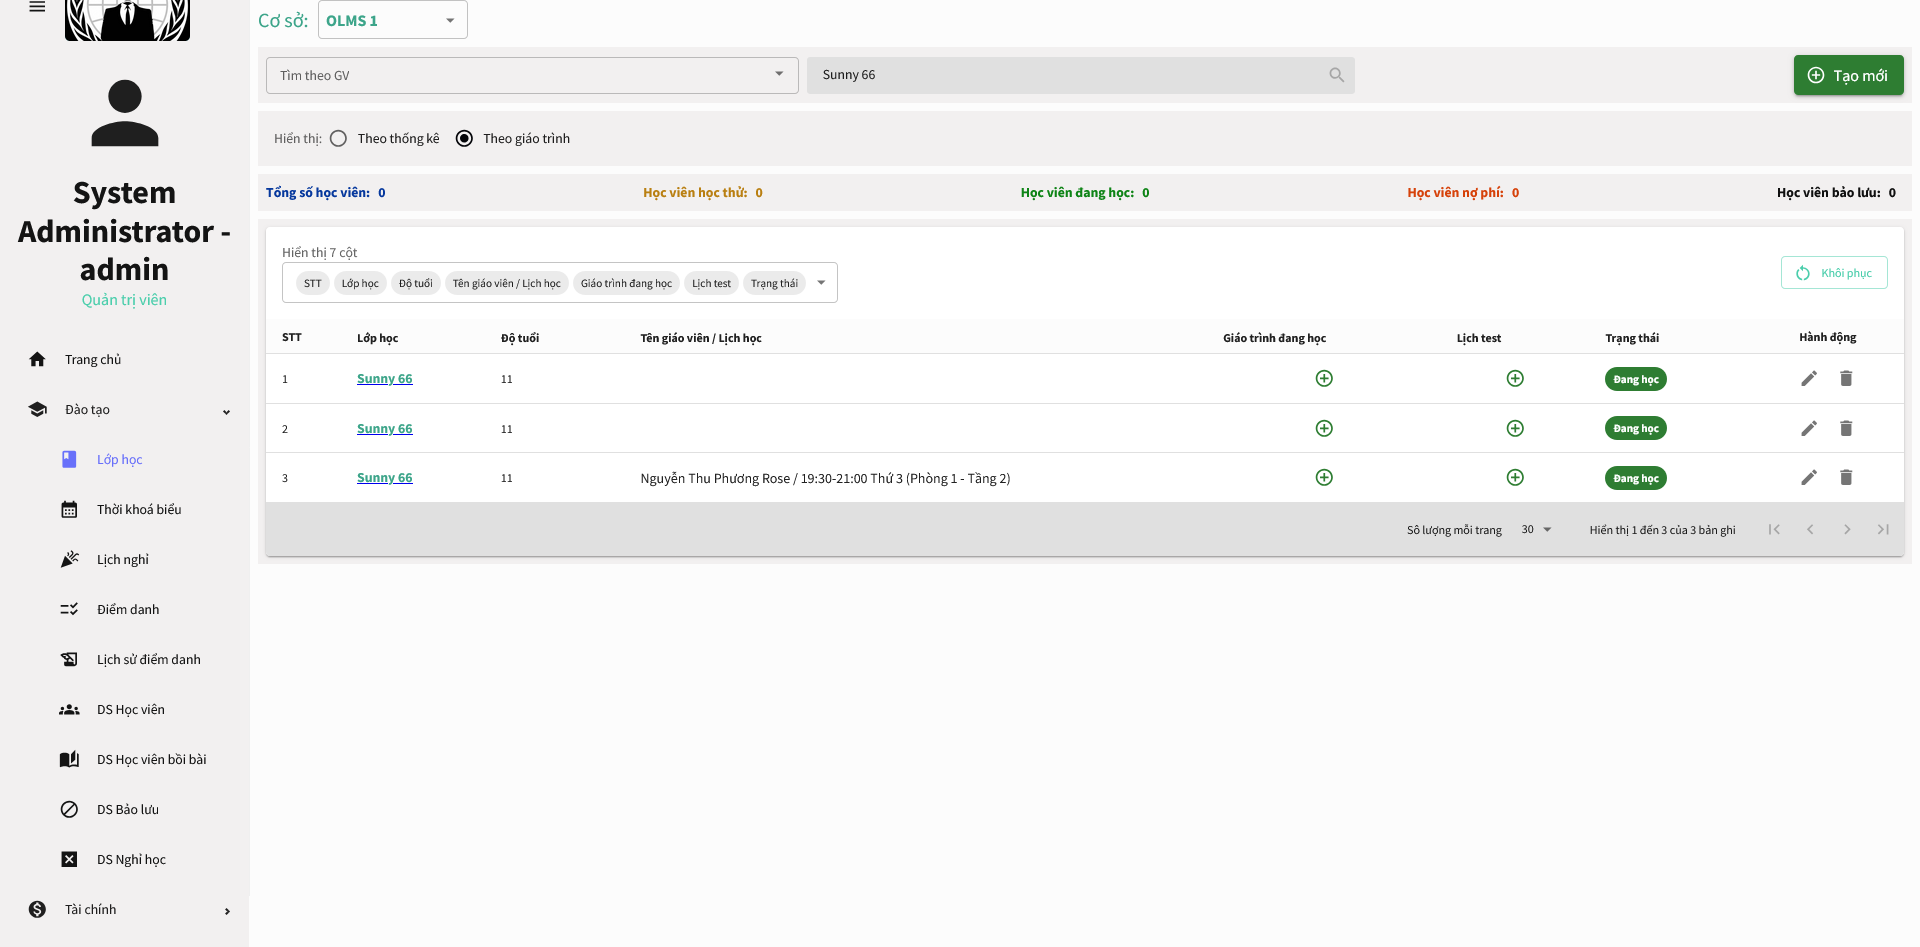 Cơ sở: OLMS 1
Tìm theo GV
Sunny 66
Tạo mới
Hiển thị: Theo thống kê Theo giáo trình
Tổng số học viên: 0
Học viên học thử: 0
Học viên đang học: 0
Học viên nợ phí: 0
Học viên bảo lưu: 0
System
Administrator -
admin
Quản trị viên
Trang chủ
Đào tạo
Lớp học
Thời khoá biểu
Lịch nghỉ
Điểm danh
Lịch sử điểm danh
DS Học viên
DS Học viên bồi bài
DS Bảo lưu
DS Nghỉ học
Tài chính
Hiển thị 7 cột
STT Lớp học Độ tuổi Tên giáo viên / Lịch học Giáo trình đang học Lịch test Trạng thái
Khôi phục
STT Lớp học Độ tuổi Tên giáo viên / Lịch học Giáo trình đang học Lịch test Trạng thái Hành động
1 Sunny 66 11 Đang học
2 Sunny 66 11 Đang học
3 Sunny 66 11 Nguyễn Thu Phương Rose / 19:30-21:00 Thứ 3 (Phòng 1 - Tầng 2) Đang học
Số lượng mỗi trang 30 Hiển thị 1 đến 3 của 3 bản ghi